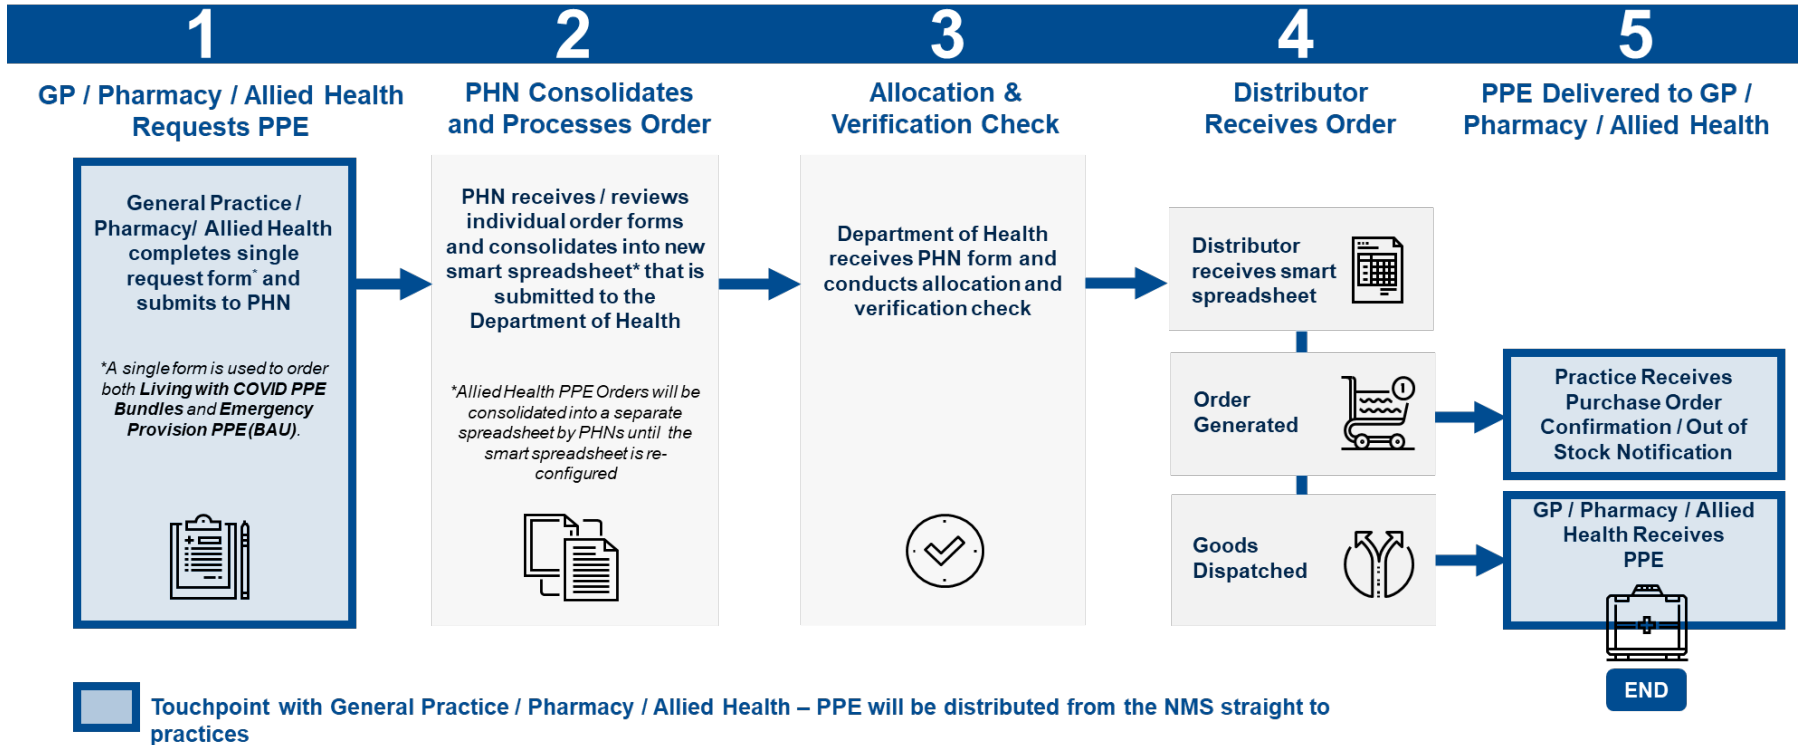 1
2
3
4
5
GP / Pharmacy / Allied Health
Requests PPE
PHN Consolidates
and Processes Order
Allocation &
Verification Check
Distributor
Receives Order
PPE Delivered to GP /
Pharmacy / Allied Health
General Practice /
Pharmacy/ Allied Health
completes single
request form* and
submits to PHN
*A single form is used to order
both Living with COVID PPE
Bundles and Emergency
Provision PPE (BAU).
PHN receives / reviews
individual order forms
and consolidates into new
smart spreadsheet* that is
submitted to the
Department of Health
*Allied Health PPE Orders will be
consolidated into a separate
spreadsheet by PHNs until the
smart spreadsheet is re-
configured
Department of Health
receives PHN form and
conducts allocation and
verification check
Distributor
receives smart
spreadsheet
Order
Generated
1
Goods
Dispatched
Practice Receives
Purchase Order
Confirmation / Out of
Stock Notification
GP / Pharmacy / Allied
Health Receives
PPE
END
Touchpoint with General Practice / Pharmacy / Allied Health – PPE will be distributed from the NMS straight to
practices